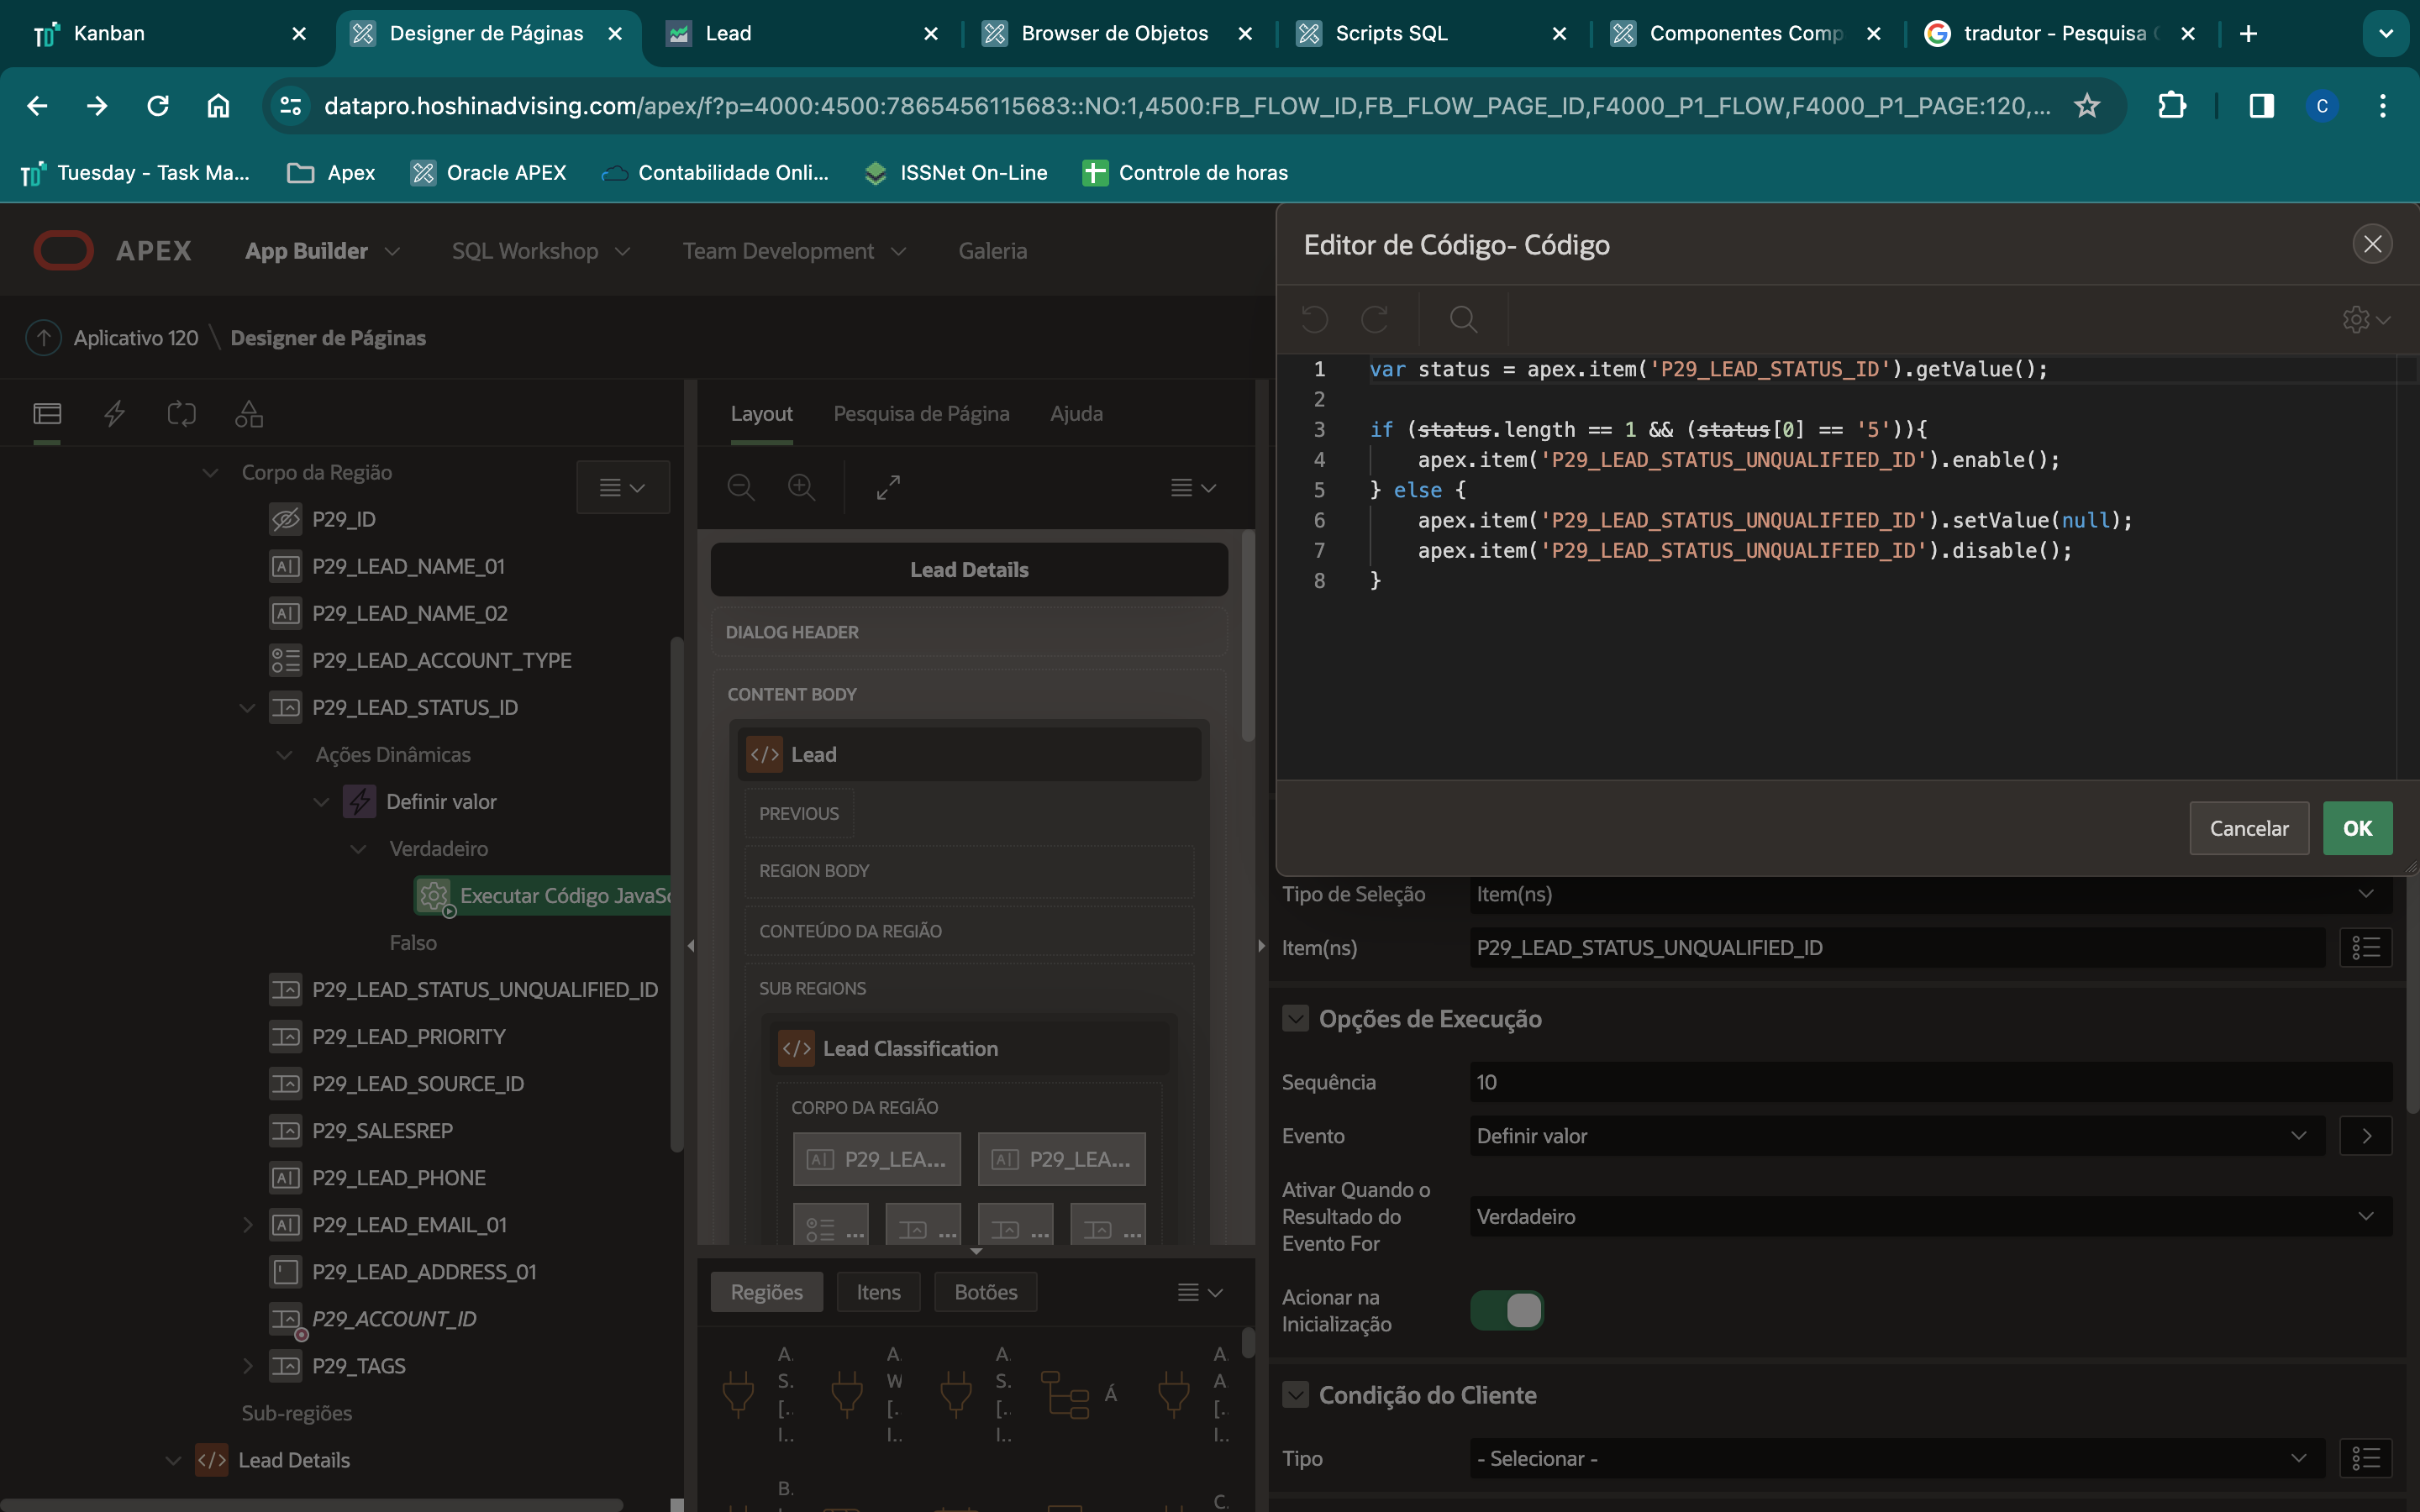 Kanban
Designer de Páginas
Lead
Browser de Objetos
Scripts SQL
Componentes Comp
tradutor - Pesquisa
datapro.hoshinadvising.com/apex/f?p=4000:4500:7865456115683::NO:1,4500:FB_FLOW_ID,FB_FLOW_PAGE_ID,F4000_P1_FLOW,F4000_P1_PAGE:120,...
C
Tuesday - Task Ma...
Apex
Oracle APEX
Contabilidade Onli...
ISSNet On-Line
Controle de horas
APEX
App Builder
SQL Workshop
Team Development
Galeria
Aplicativo 120 \ Designer de Páginas
Corpo da Região
P29_ID
P29_LEAD_NAME_01
P29_LEAD_NAME_02
P29_LEAD_ACCOUNT_TYPE
P29_LEAD_STATUS_ID
Ações Dinâmicas
Definir valor
Verdadeiro
Executar Código JavaSc
Falso
P29_LEAD_STATUS_UNQUALIFIED_ID
P29_LEAD_PRIORITY
P29_LEAD_SOURCE_ID
P29_SALESREP
P29_LEAD_PHONE
P29_LEAD_EMAIL_01
P29_LEAD_ADDRESS_01
P29_ACCOUNT_ID
P29_TAGS
Sub-regiões
Lead Details
Layout
Pesquisa de Página
Ajuda
Lead Details
DIALOG HEADER
CONTENT BODY
Lead
PREVIOUS
REGION BODY
CONTEÚDO DA REGIÃO
SUB REGIONS
Lead Classification
CORPO DA REGIÃO
P29_LEA...
P29_LEA...
... ... ... ...
Regiões
Itens
Botões
A. A. A. A.
S. W S. Á A.
[.. [.. [.. [..
I... I... I... I...
B.
C.
Editor de Código- Código
1 var status = apex.item('P29_LEAD_STATUS_ID').getValue();
2
3 if (status.length == 1 && (status[0] == '5')){
4 apex.item('P29_LEAD_STATUS_UNQUALIFIED_ID').enable();
5 } else {
6 apex.item('P29_LEAD_STATUS_UNQUALIFIED_ID').setValue(null);
7 apex.item('P29_LEAD_STATUS_UNQUALIFIED_ID').disable();
8 }
Cancelar
OK
Tipo de Seleção
Item(ns)
Item(ns)
P29_LEAD_STATUS_UNQUALIFIED_ID
Opções de Execução
Sequência
10
Evento
Definir valor
Ativar Quando o
Resultado do
Evento For
Verdadeiro
Acionar na
Inicialização
Condição do Cliente
Tipo
- Selecionar -